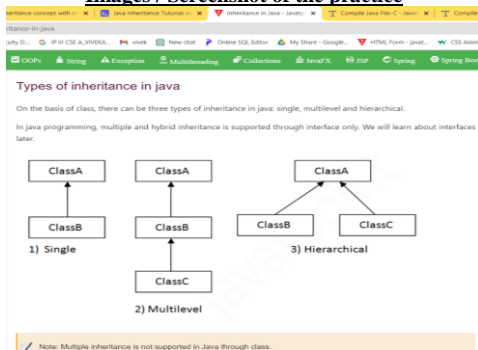 Images / Screenshot of the practice
heritance concept with
Java Inheritance Tutorial
Inheritance in Java - Javatp
Compile Java File: C - Javat
Compile
itance-in-java
culty D...
IP III CSE A_VIVEKA...
vivek
New chat
Online SQL Editor
My Share - Google...
HTML Form - javat...
CSS Anim
OOPs
String
Exception
Multithreading
Collections
JavaFX
JSP
Spring
Spring Boo
Types of inheritance in java
On the basis of class, there can be three types of inheritance in java: single, multilevel and hierarchical.
In java programming, multiple and hybrid inheritance is supported through interface only. We will learn about interfaces
later.
ClassA
ClassA
ClassA
ClassB
ClassB
ClassB
ClassC
1) Single
3) Hierarchical
ClassC
2) Multilevel
Note: Multiple inheritance is not supported in Java through class.